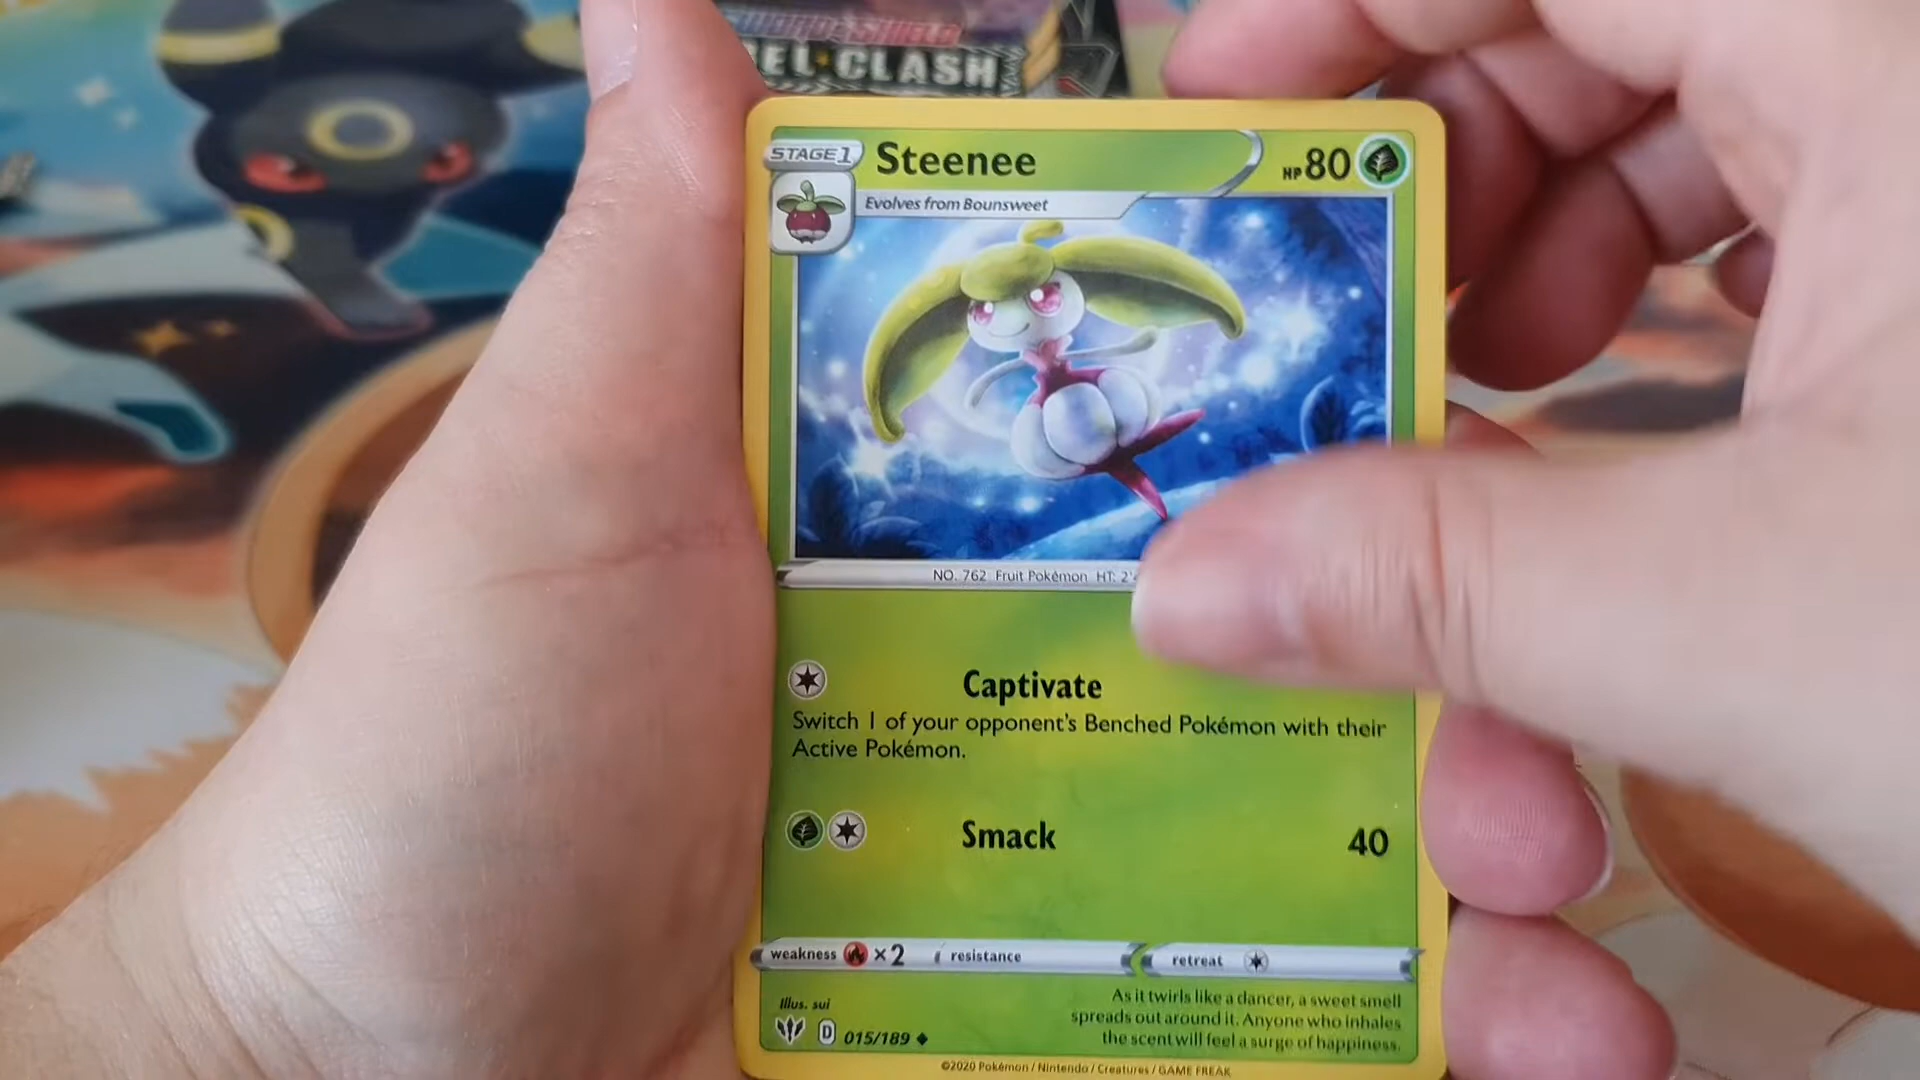 EL CLASH
STAGE 1
Steenee
HP 80
Evolves from Bounsweet
NO. 762 Fruit Pokémon HT: 2'
Captivate
Switch 1 of your opponent's Benched Pokémon with their
Active Pokémon.
Smack
40
weakness ×2
resistance
retreat
Illus. sui
As it twirls like a dancer, a sweet smell
spreads out around it. Anyone who inhales
the scent will feel a surge of happiness.
D 015/189
©2020 Pokémon / Nintendo / Creatures / GAME FREAK